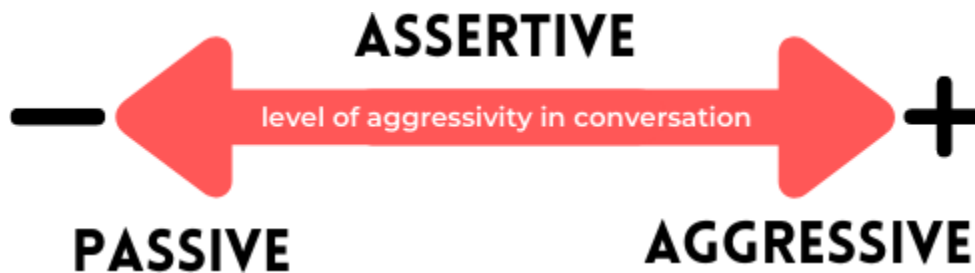 ASSERTIVE
level of aggressivity in conversation
PASSIVE
AGGRESSIVE